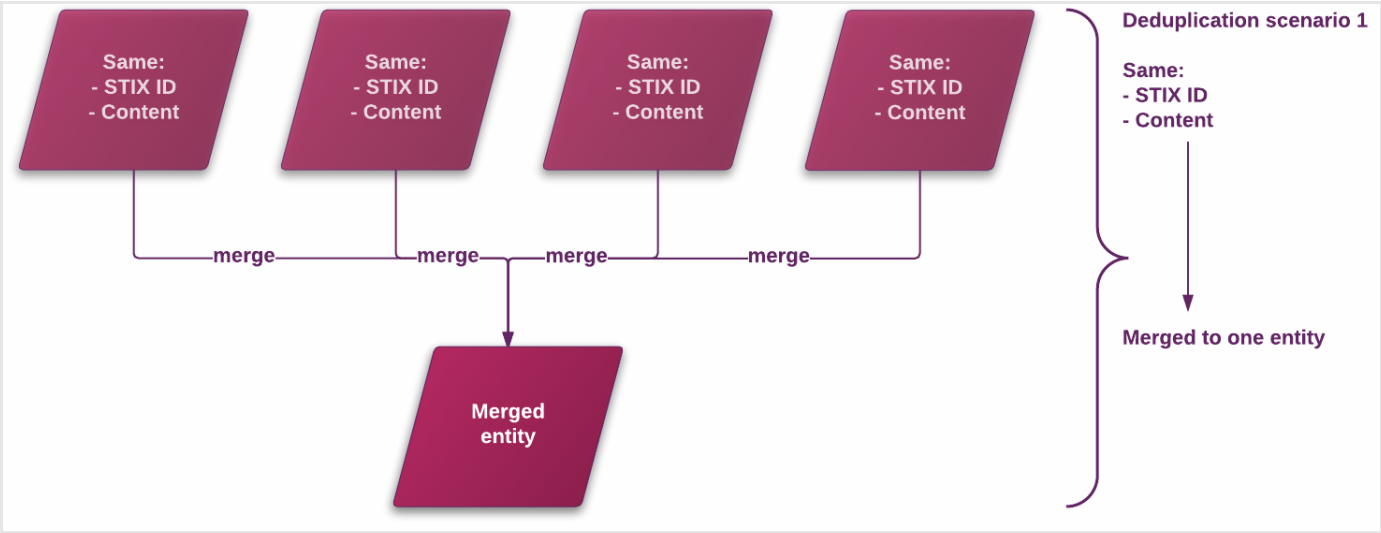 Same:
- STIX ID
- Content
Same:
- STIX ID
- Content
Same:
- STIX ID
- Content
Same:
- STIX ID
- Content
merge
merge
merge
merge
Merged
entity
Deduplication scenario 1
Same:
- STIX ID
- Content
Merged to one entity